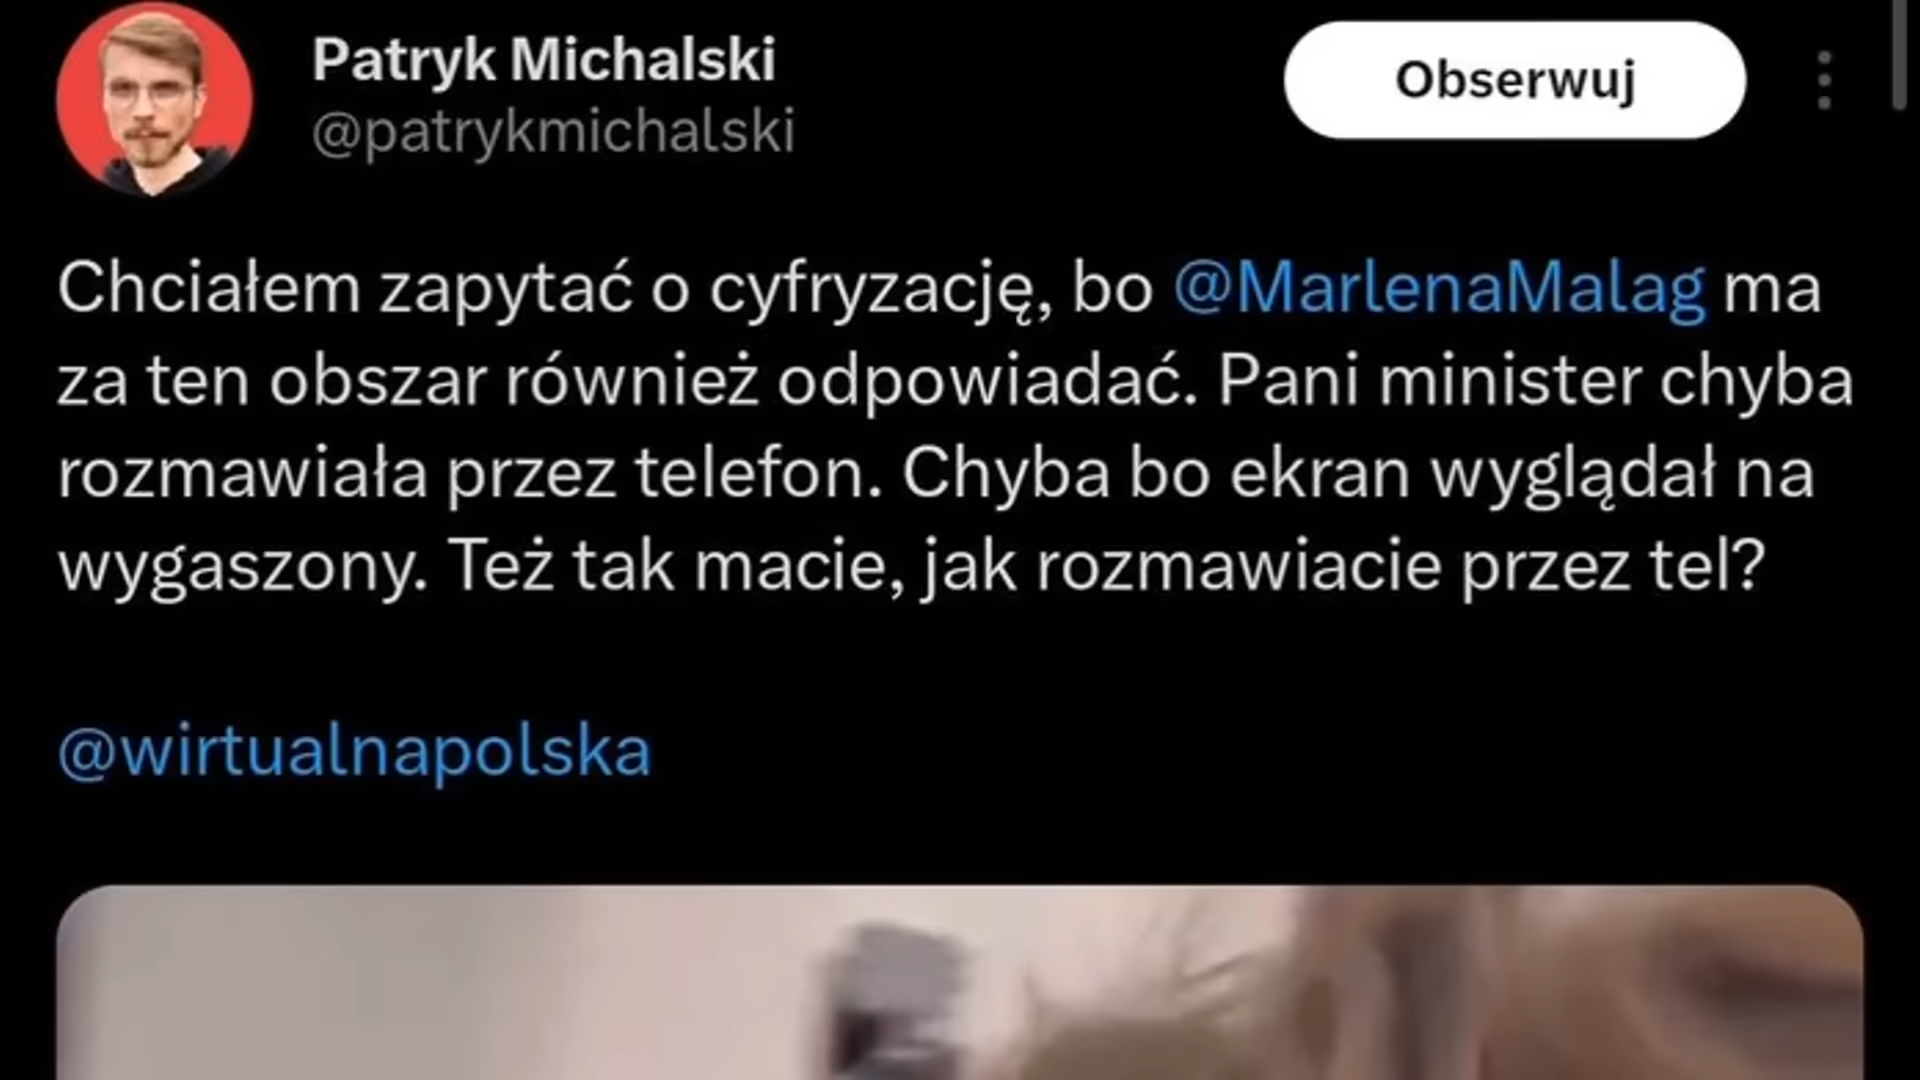 Patryk Michalski
@patrykmichalski
Obserwuj
Chciałem zapytać o cyfryzację, bo @MarlenaMalag ma
za ten obszar również odpowiadać. Pani minister chyba
rozmawiała przez telefon. Chyba bo ekran wyglądał na
wygaszony. Też tak macie, jak rozmawiacie przez tel?
@wirtualnapolska